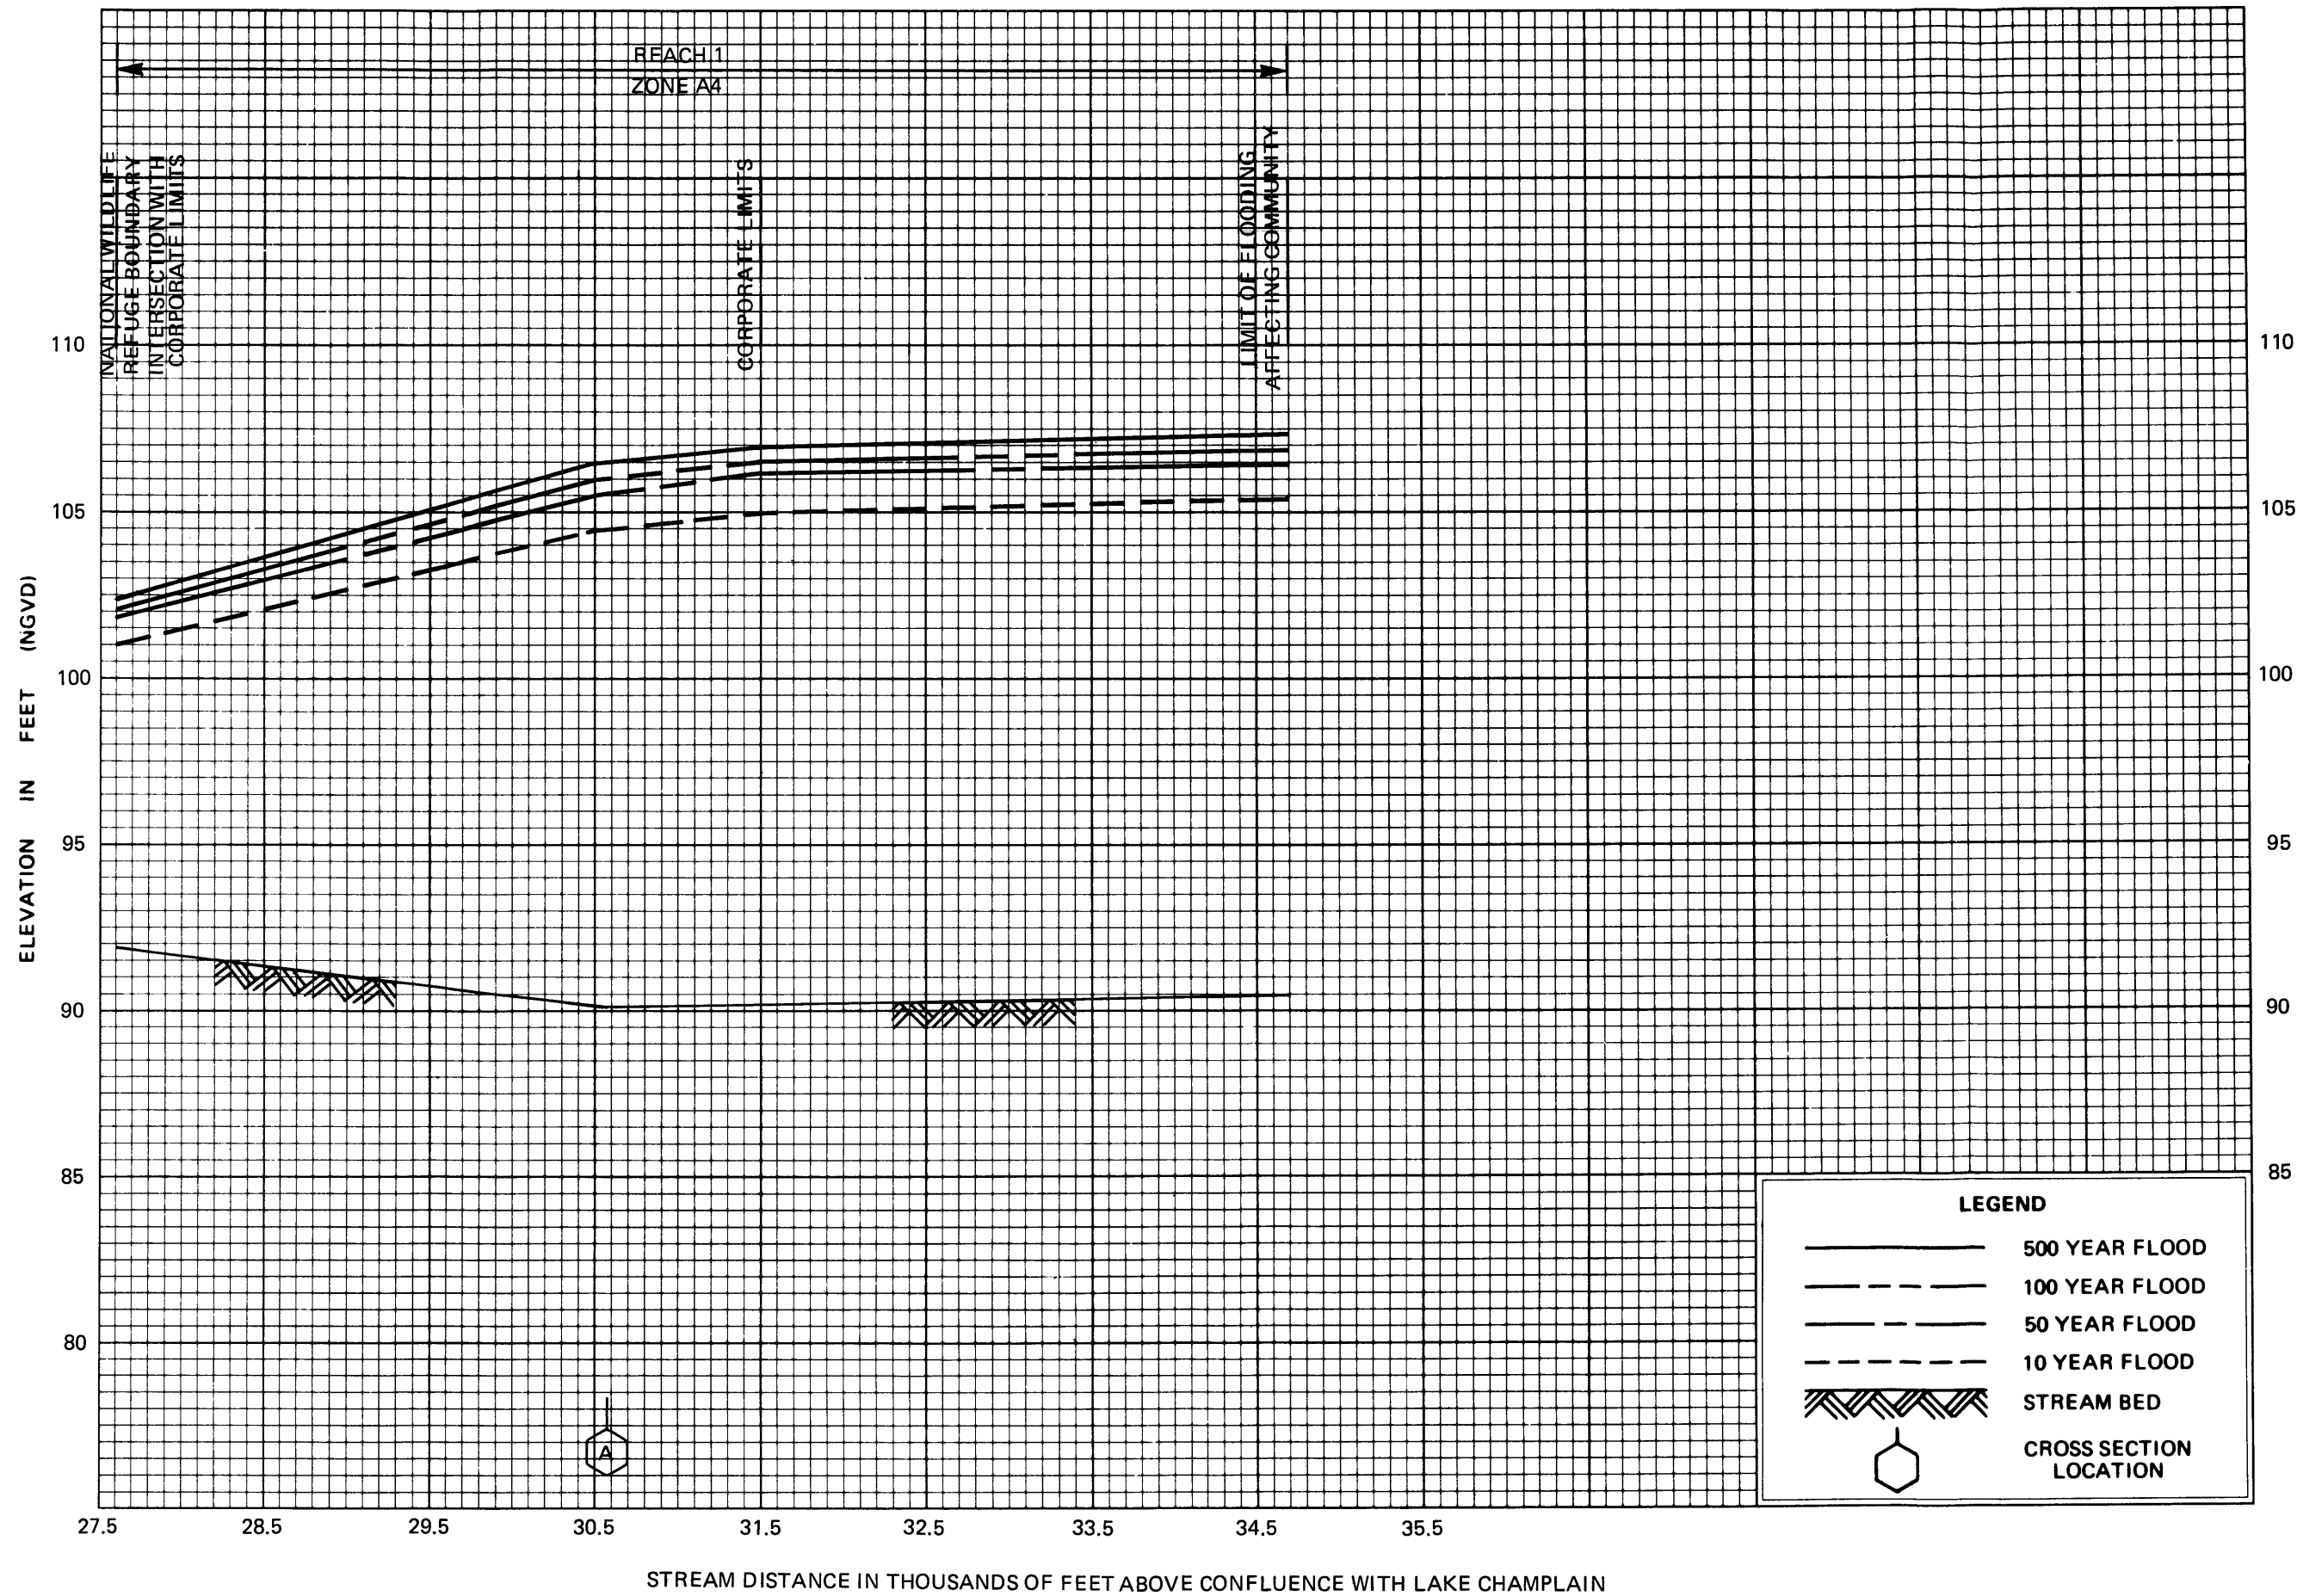 REACH 1
ZONE A4
NATIONAL WILDLIFE
REFUGE BOUNDARY
INTERSECTION WITH
CORPORATE LIMITS
CORPORATE LIMITS
LIMIT OF FLOODING
AFFECTING COMMUNITY
110
105
100
95
90
85
80
110
105
100
95
90
85
ELEVATION IN FEET (NGVD)
A
27.5 28.5 29.5 30.5 31.5 32.5 33.5 34.5 35.5
STREAM DISTANCE IN THOUSANDS OF FEET ABOVE CONFLUENCE WITH LAKE CHAMPLAIN
LEGEND
500 YEAR FLOOD
100 YEAR FLOOD
50 YEAR FLOOD
10 YEAR FLOOD
STREAM BED
CROSS SECTION
LOCATION